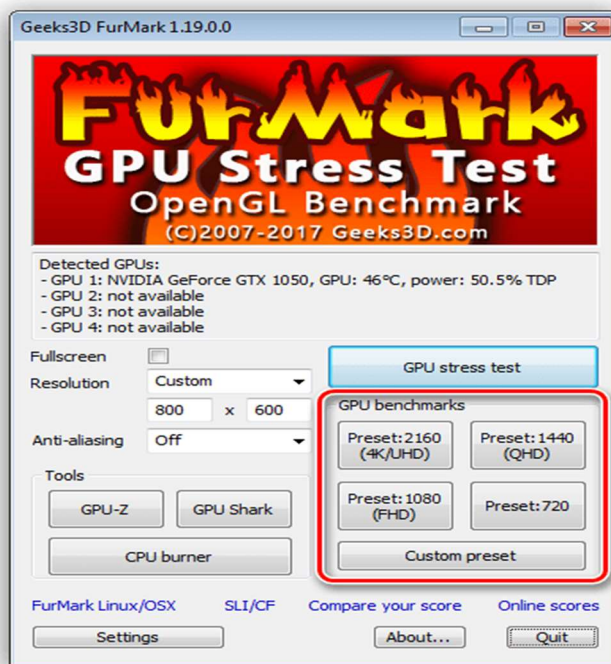 Geeks3D FurMark 1.19.0.0
FurMark
GPU Stress Test
OpenGL Benchmark
(C)2007-2017 Geeks3D.com
Detected GPUs:
- GPU 1: NVIDIA GeForce GTX 1050, GPU: 46°C, power: 50.5% TDP
- GPU 2: not available
- GPU 3: not available
- GPU 4: not available
Fullscreen
Resolution
Custom
800 x 600
Anti-aliasing
Off
GPU stress test
GPU benchmarks
Preset:2160
(4K/UHD)
Preset:1440
(QHD)
Preset:1080
(FHD)
Preset:720
Custom preset
Tools
GPU-Z
GPU Shark
CPU burner
FurMark Linux/OSX
SLI/CF
Compare your score
Online scores
Settings
About...
Quit